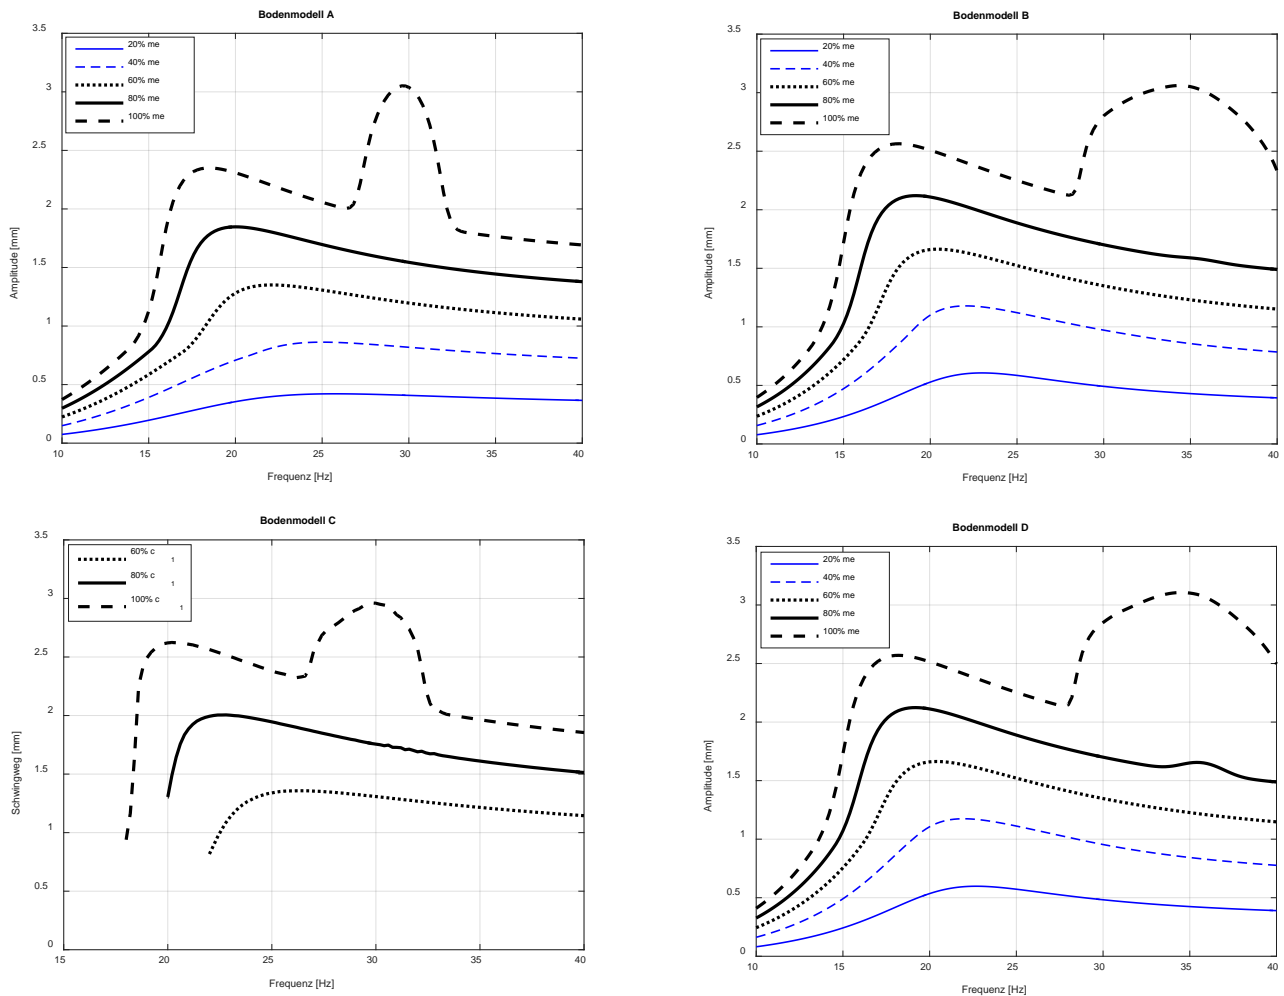 Bodenmodell A
3.5
3
2.5
2
1.5
1
0.5
0
Amplitude [mm]
20% me
40% me
60% me
80% me
100% me
10
15
20
25
30
35
40
Frequenz [Hz]
Bodenmodell B
3.5
3
2.5
2
1.5
1
0.5
0
Amplitude [mm]
20% me
40% me
60% me
80% me
100% me
10
15
20
25
30
35
40
Frequenz [Hz]
Bodenmodell C
3.5
3
2.5
2
1.5
1
0.5
0
Schwingweg [mm]
60% c 1
80% c 1
100% c 1
15
20
25
30
35
40
Frequenz [Hz]
Bodenmodell D
3.5
3
2.5
2
1.5
1
0.5
0
Amplitude [mm]
20% me
40% me
60% me
80% me
100% me
10
15
20
25
30
35
40
Frequenz [Hz]